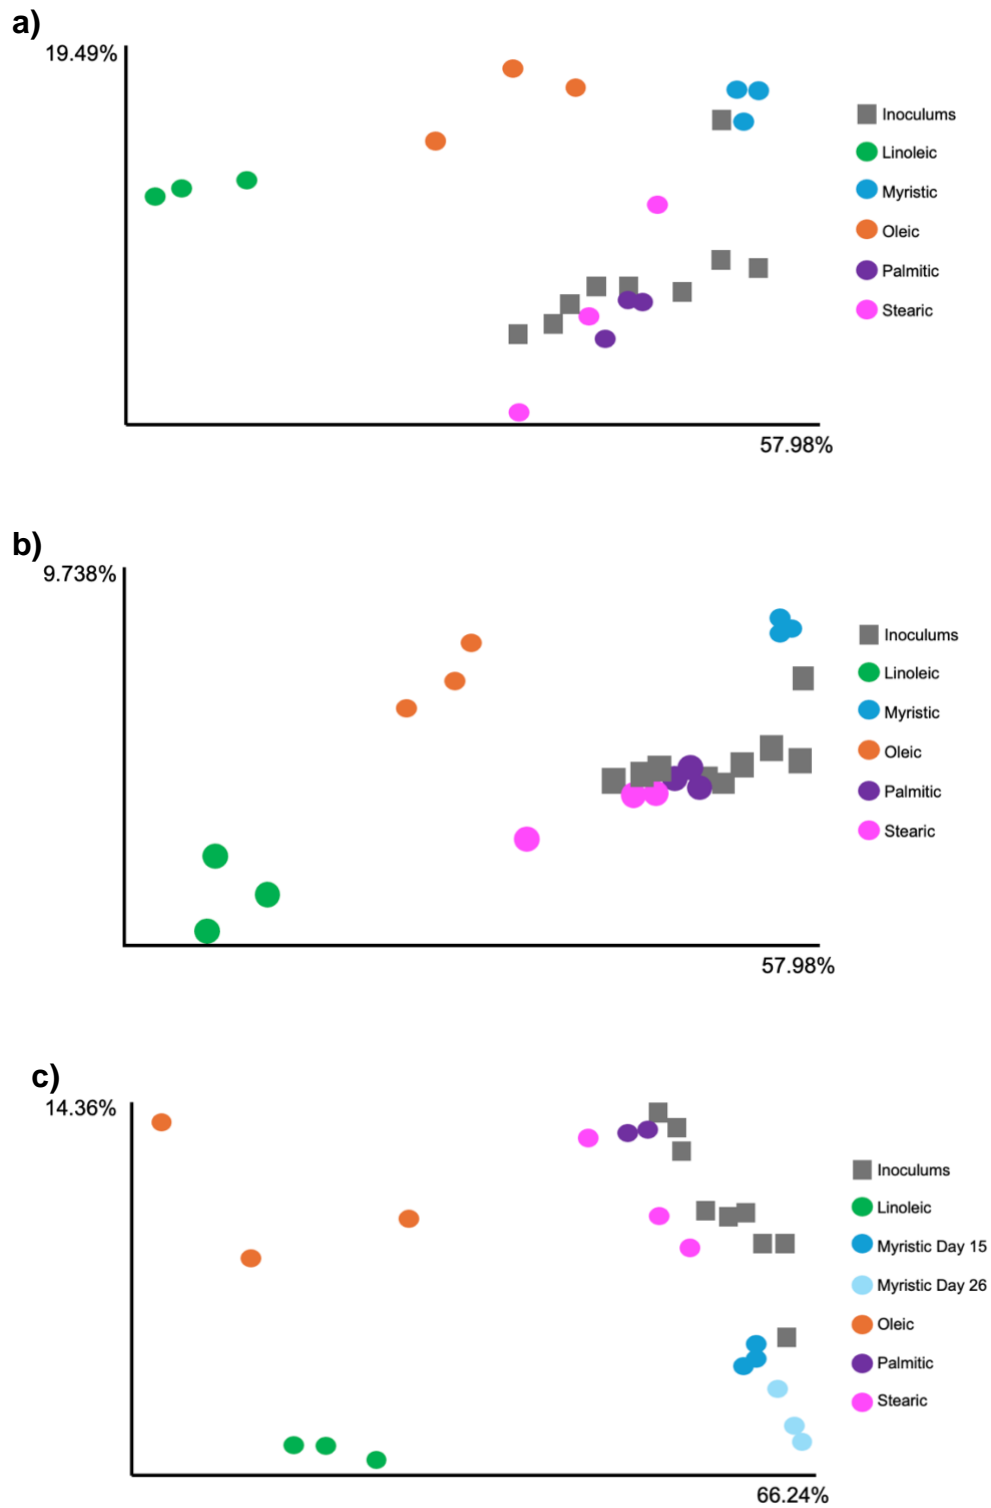 a)
19.49%
Inoculums
Linoleic
Myristic
Oleic
Palmitic
Stearic
57.98%
b)
9.738%
Inoculums
Linoleic
Myristic
Oleic
Palmitic
Stearic
57.98%
c)
14.36%
Inoculums
Linoleic
Myristic Day 15
Myristic Day 26
Oleic
Palmitic
Stearic
66.24%